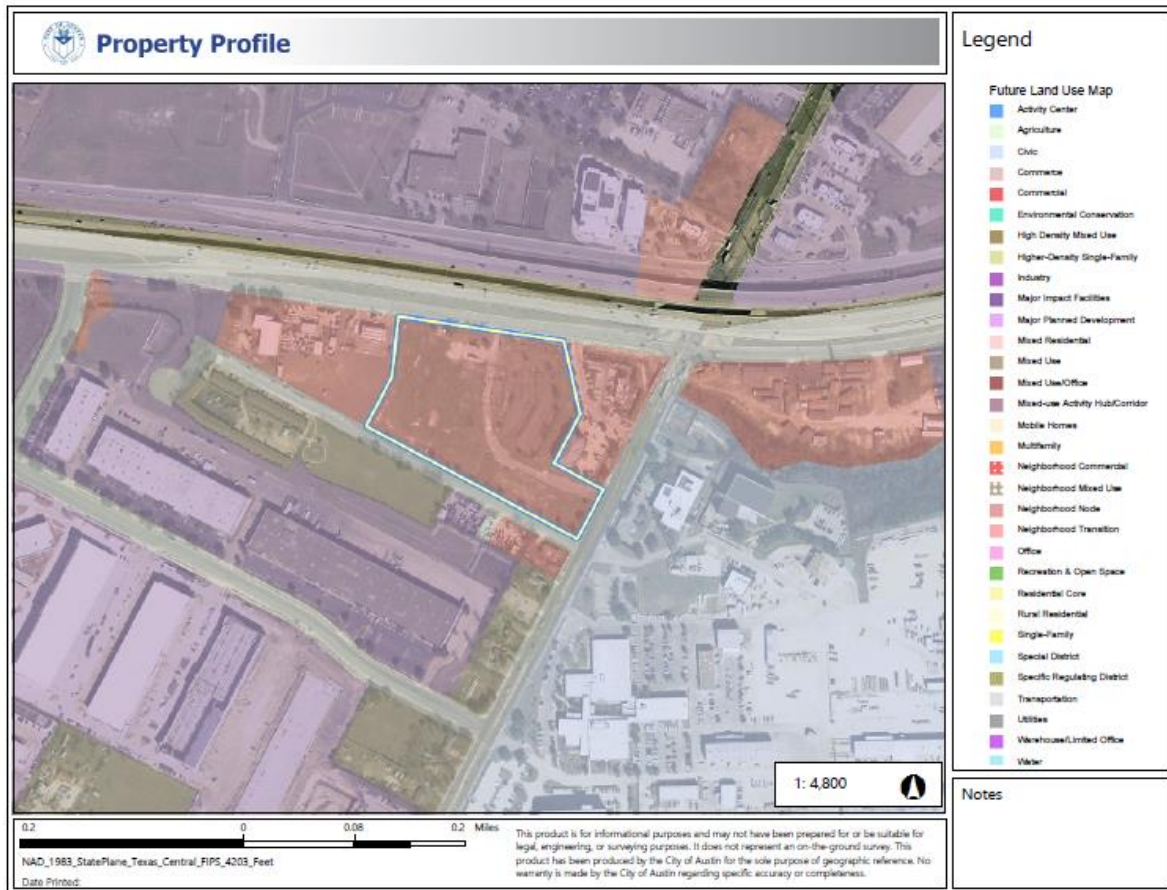 Property Profile
Legend
Future Land Use Map
Activity Center
Agriculture
Civic
Commerce
Commercial
Environmental Conservation
High Density Mixed Use
Higher-Density Single-Family
Industry
Major Impact Facilities
Major Planned Development
Mixed Residential
Mixed Use
Mixed Use/Office
Mixed-use Activity Hub/Corridor
Mobile Homes
Multifamily
Neighborhood Commercial
Neighborhood Mixed Use
Neighborhood Node
Neighborhood Transition
Office
Recreation & Open Space
Residential Core
Rural Residential
Single-Family
Special District
Specific Regulating District
Transportation
Utilities
Warehouse/Limited Office
Water
1: 4,800
Notes
0.2 0 0.08 0.2 Miles
NAD_1983_StatePlane_Texas_Central_FIPS_4203_Feet
Date Printed:
This product is for informational purposes and may not have been prepared for or be suitable for
legal, engineering, or surveying purposes. It does not represent an on-the-ground survey. This
product has been produced by the City of Austin for the sole purpose of geographic reference. No
warranty is made by the City of Austin regarding specific accuracy or completeness.